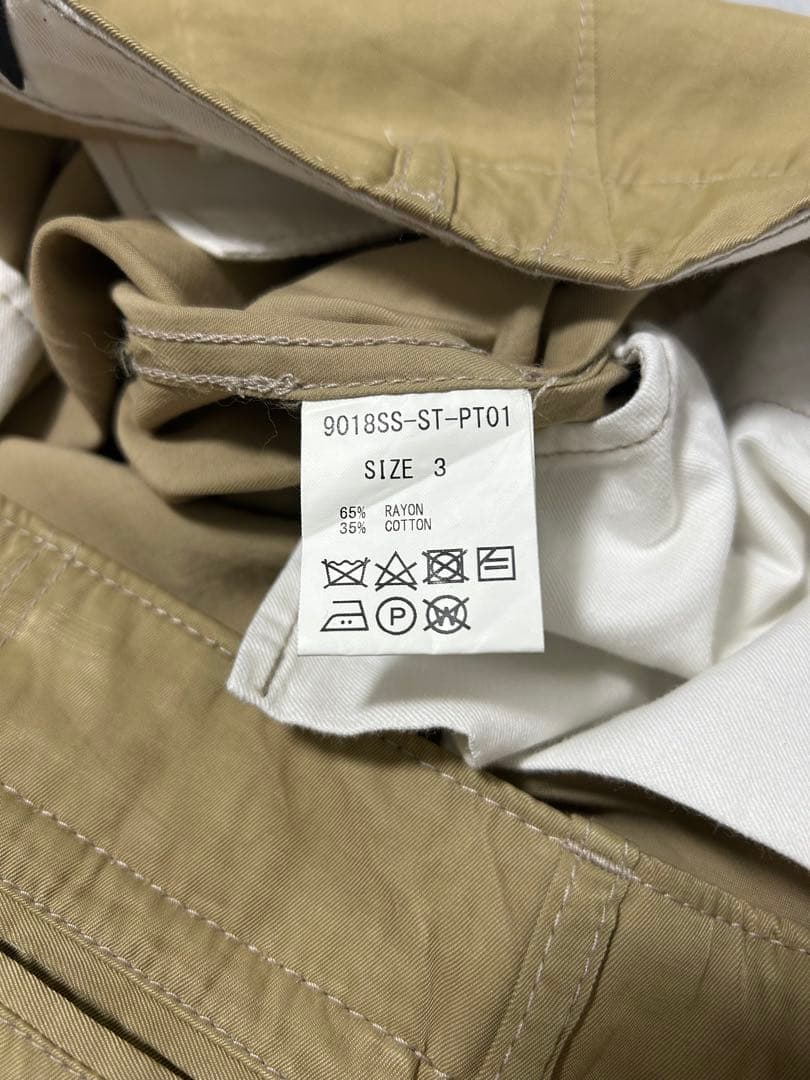 9018SS-ST-PT01
SIZE 3
65% RAYON
35% COTTON
P W